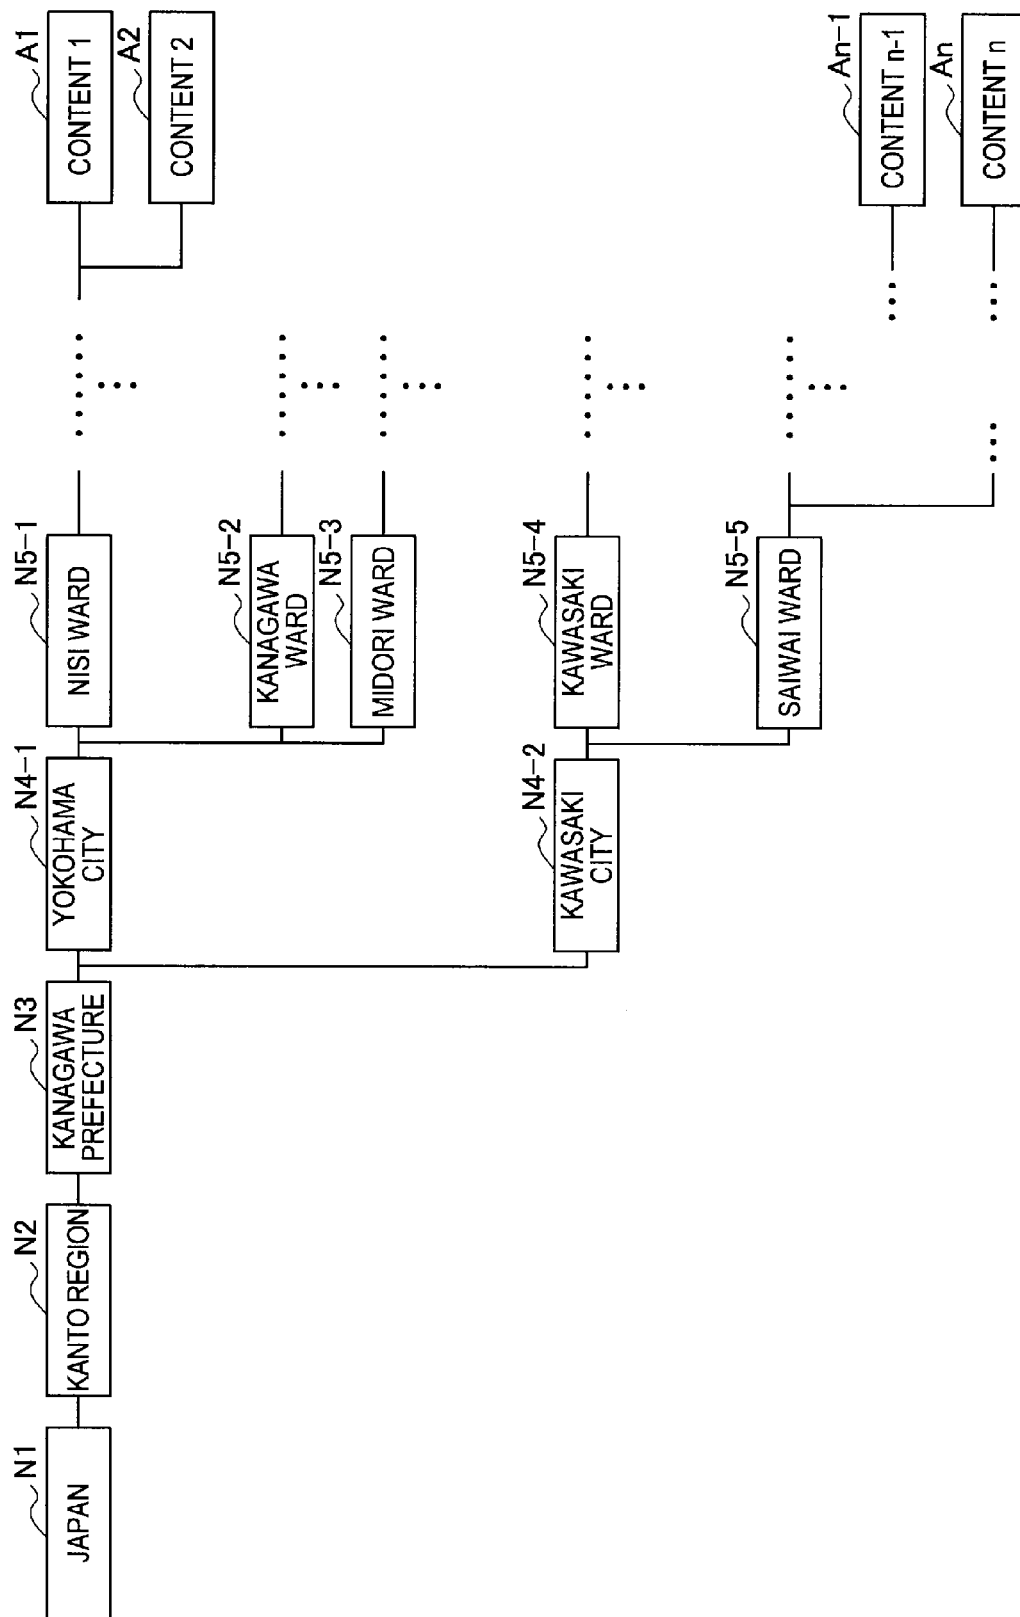 N1
JAPAN
N2
KANTO REGION
N3
KANAGAWA
PREFECTURE
N4-1
YOKOHAMA
CITY
N5-1
NISI WARD
A1
CONTENT 1
A2
CONTENT 2
N5-2
KANAGAWA
WARD
N5-3
MIDORI WARD
N4-2
KAWASAKI
CITY
N5-4
KAWASAKI
WARD
N5-5
SAIWAI WARD
An-1
CONTENT n-1
An
CONTENT n